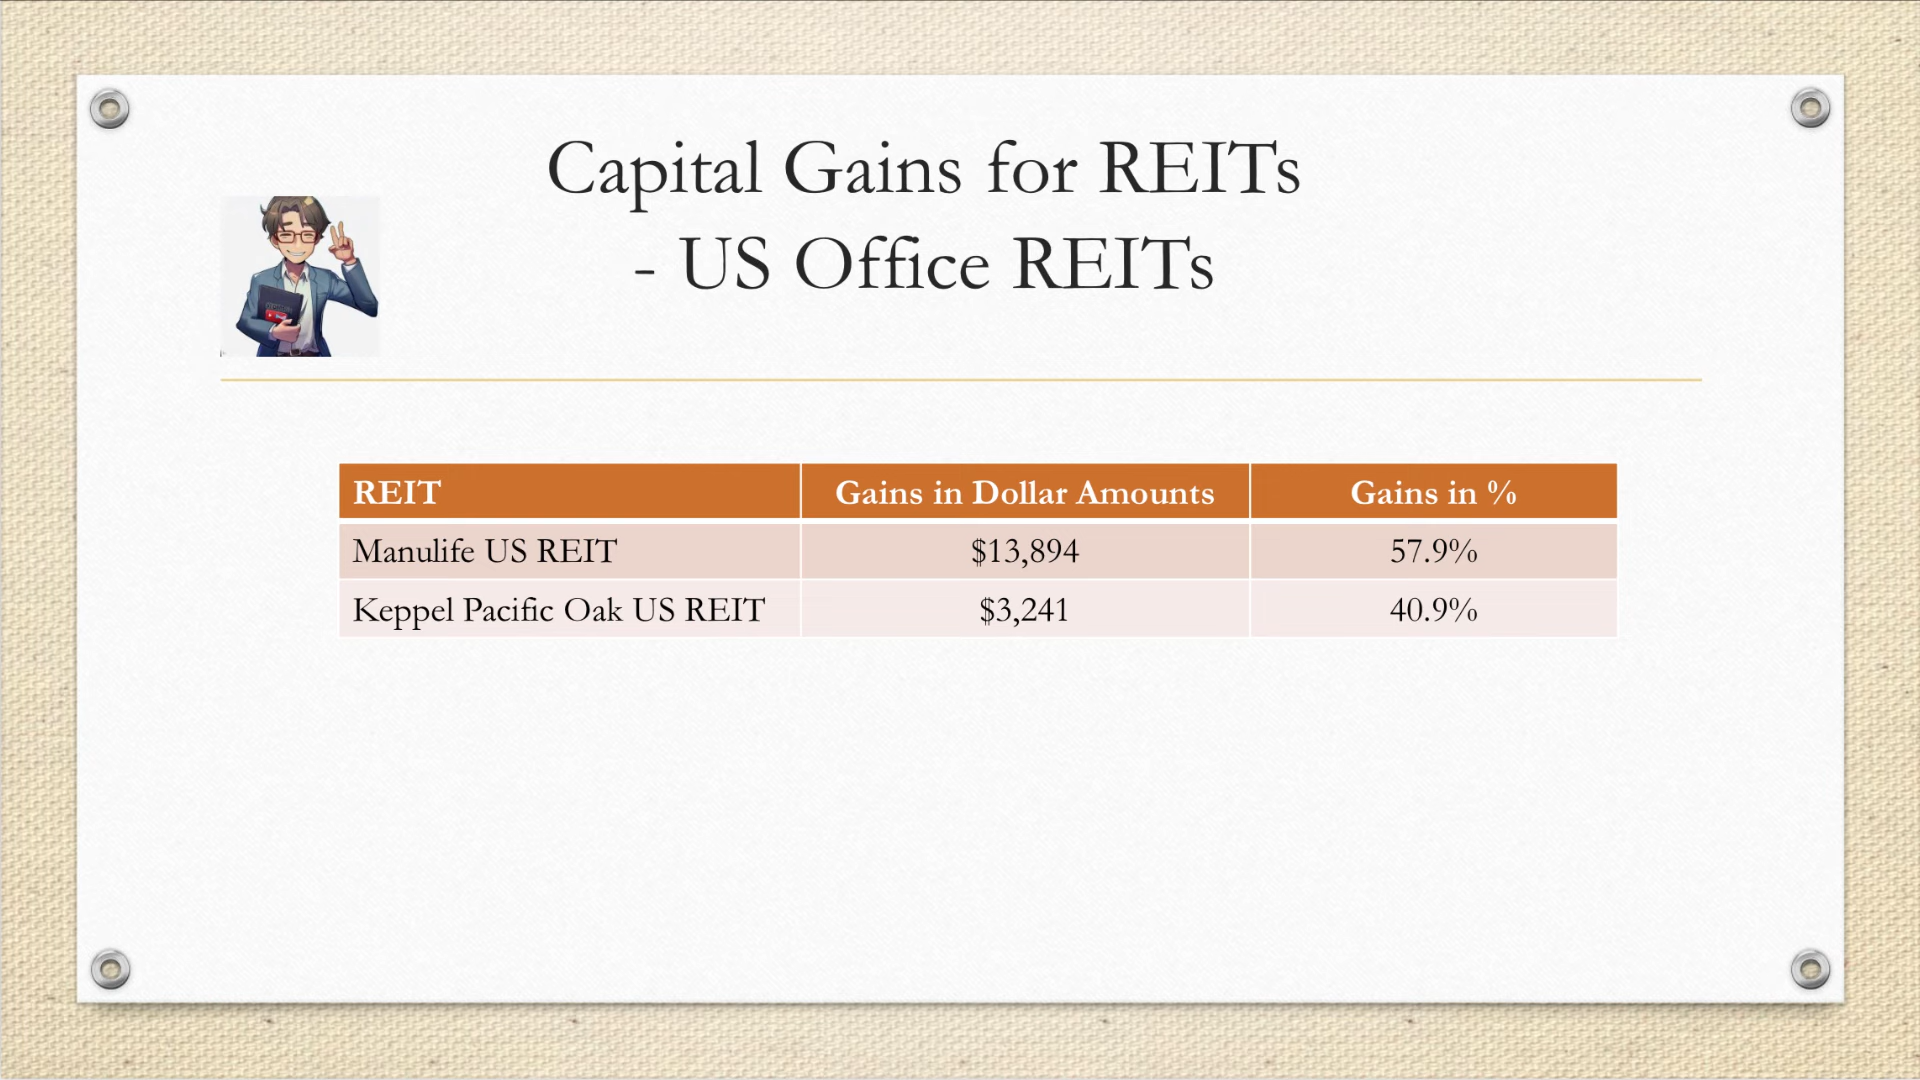 Capital Gains for REITs
- US Office REITs
REIT Gains in Dollar Amounts Gains in %
Manulife US REIT $13,894 57.9%
Keppel Pacific Oak US REIT $3,241 40.9%